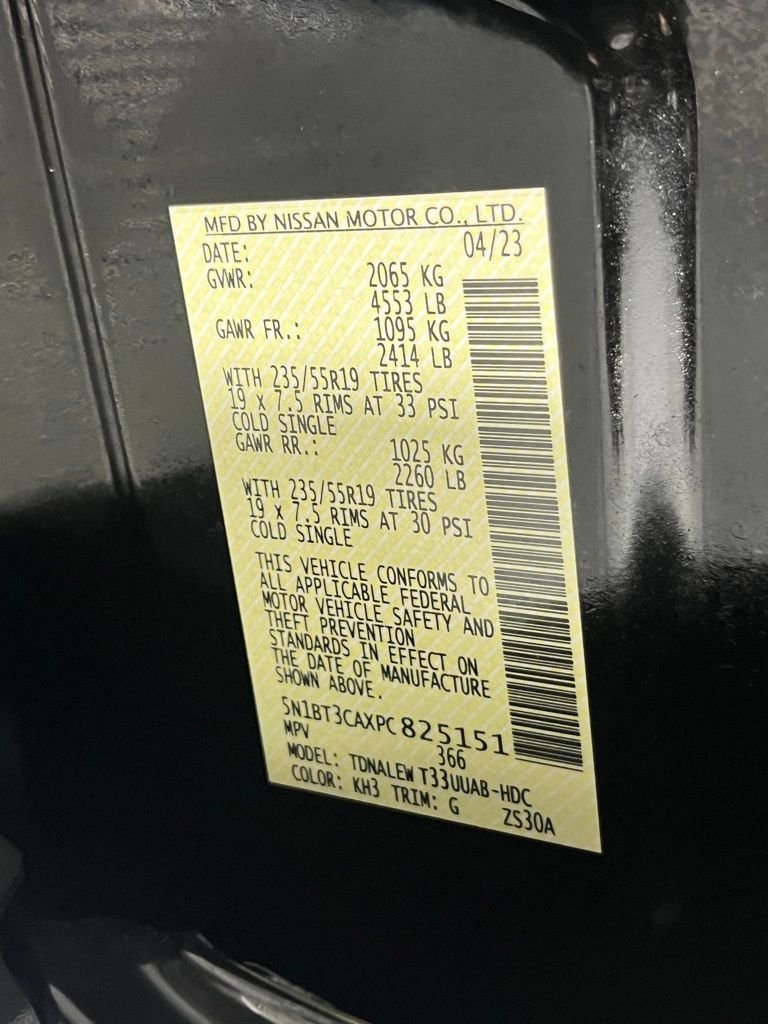 MFD BY NISSAN MOTOR CO., LTD.
DATE: 04/23
GVWR: 2065 KG
4553 LB
GAWR FR.: 1095 KG
2414 LB
WITH 235/55R19 TIRES
19 X 7.5 RIMS AT 33 PSI
COLD SINGLE
GAWR RR.: 1025 KG
2260 LB
WITH 235/55R19 TIRES
19 X 7.5 RIMS AT 30 PSI
COLD SINGLE
THIS VEHICLE CONFORMS TO
ALL APPLICABLE FEDERAL
MOTOR VEHICLE SAFETY AND
THEFT PREVENTION
STANDARDS IN EFFECT ON
THE DATE OF MANUFACTURE
SHOWN ABOVE.
5N1BT3CAXPC825151
MPV 366
MODEL: TDNALEW T33UUAB-HDC
COLOR: KH3 TRIM: G ZS30A